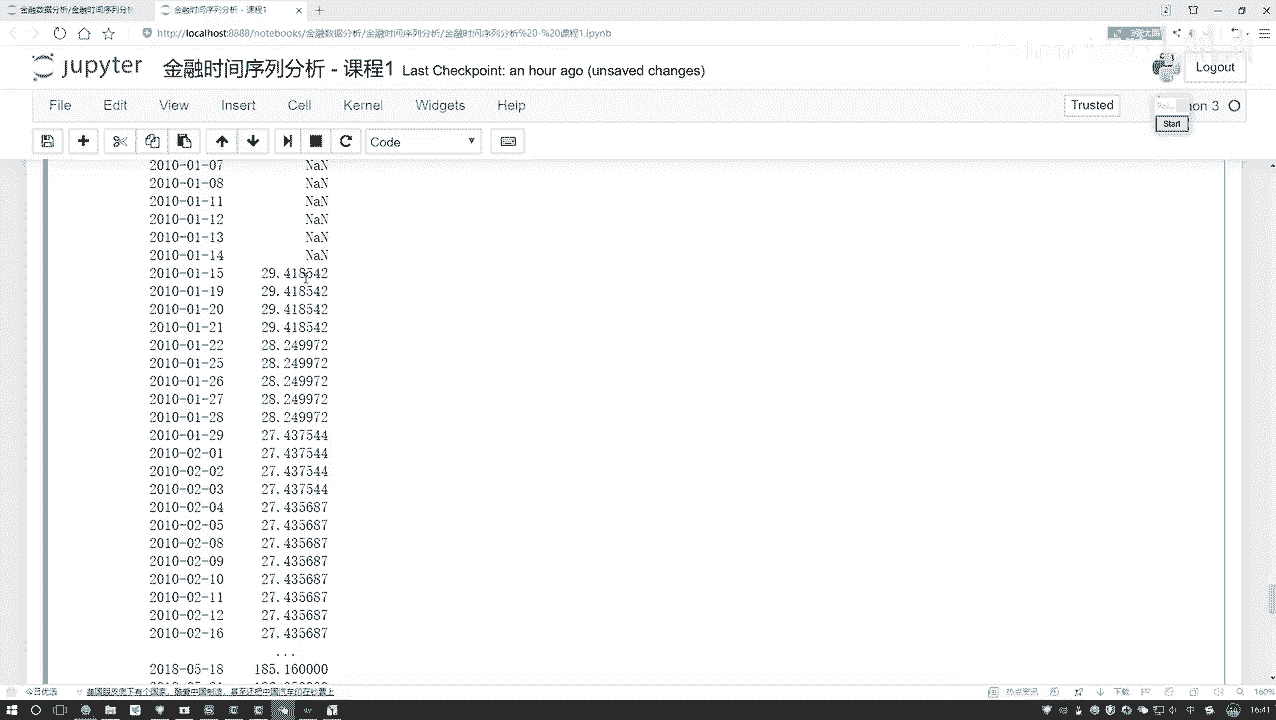 金融数据分析/金融时间序列分
金融时间序列分析 - 课程1
http://localhost:8888/notebooks/金融数据分析/金融时间序列分析/金融时间序列分析%20-%20课程1.ipynb
jupyter 金融时间序列分析 - 课程1 Last Checkpoint: an hour ago (unsaved changes)
Logout
File Edit View Insert Cell Kernel Widgets Help
Trusted
on 3
Start
Code
2010-01-07 NaN
2010-01-08 NaN
2010-01-11 NaN
2010-01-12 NaN
2010-01-13 NaN
2010-01-14 NaN
2010-01-15 29.418542
2010-01-19 29.418542
2010-01-20 29.418542
2010-01-21 29.418542
2010-01-22 28.249972
2010-01-25 28.249972
2010-01-26 28.249972
2010-01-27 28.249972
2010-01-28 28.249972
2010-01-29 27.437544
2010-02-01 27.437544
2010-02-02 27.437544
2010-02-03 27.437544
2010-02-04 27.435687
2010-02-05 27.435687
2010-02-08 27.435687
2010-02-09 27.435687
2010-02-10 27.435687
2010-02-11 27.435687
2010-02-12 27.435687
2010-02-16 27.435687
...
2018-05-18 185.160000
今日优选
下载
160%
中
16:41